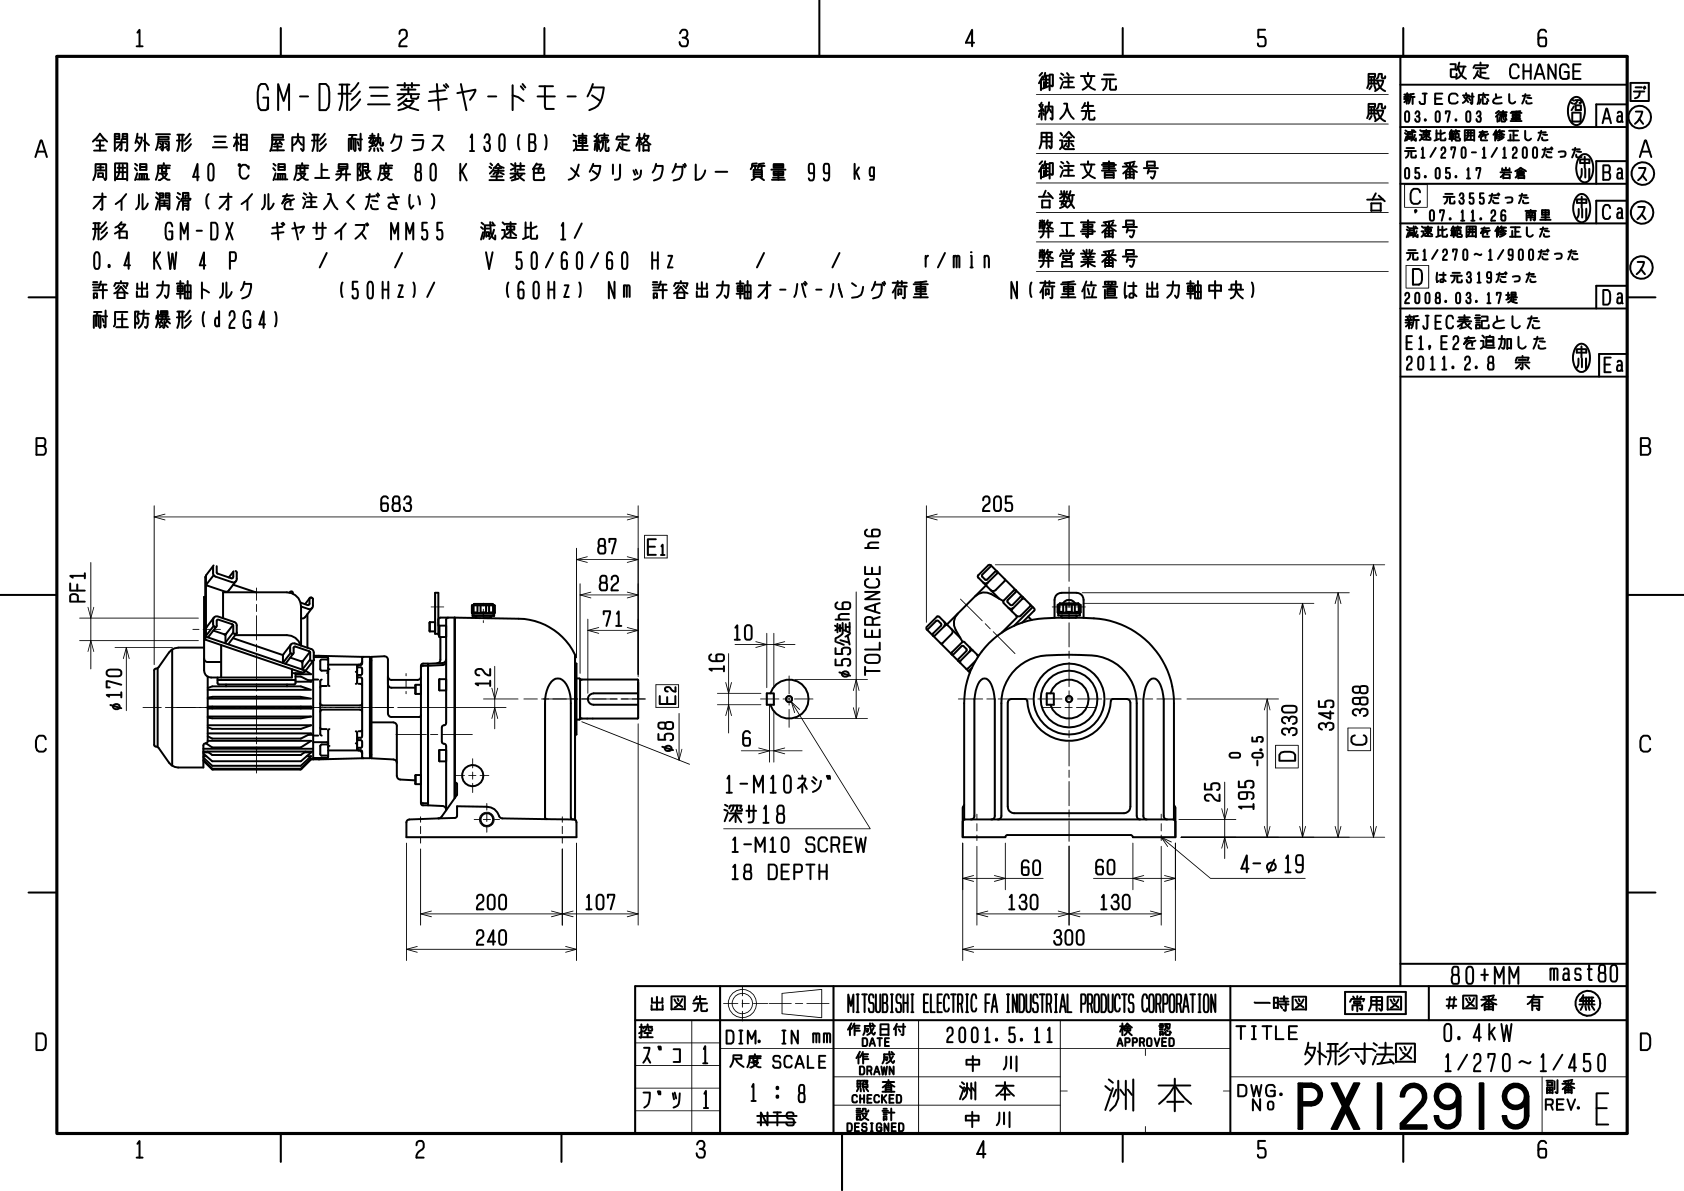 1 2 3 4 5 6
GM-D形三菱ギヤードモータ
全閉外扇形 三相 屋内形 耐熱クラス 130(B) 連続定格
周囲温度 40 ℃ 温度上昇限度 80 K 塗装色 メタリックグレー 質量 99 kg
オイル潤滑(オイルを注入ください)
形名 GM-DX ギヤサイズ MM55 減速比 1/
0.4 KW 4 P / / V 50/60/60 Hz / / r/min
許容出力軸トルク (50Hz)/ (60Hz) Nm 許容出力軸オ-バ-ハング荷重 N(荷重位置は出力軸中央)
耐圧防爆形(d2G4)
御注文元 殿
納入先 殿
用途
御注文書番号
台数 台
弊工事番号
弊営業番号
改定 CHANGE
新JEC対応とした
03.07.03 徳重 Aa
減速比範囲を修正した
元1/270-1/1200だった
05.05.17 岩倉 中川 Ba
C 元355だった
'07.11.26 南里 中川 Ca
減速比範囲を修正した
元1/270~1/900だった
D は元319だった
2008.03.17堤 Da
新JEC表記とした
E1,E2を追加した
2011.2.8 宗 中川 Ea
デ
ス
ス
ス
ス
A
B
C
D
A
B
C
D
683
87 E1
82
71
PF1
φ170
12
E2
φ58
200 107
240
10
16
6
φ55公差h6
TOLERANCE h6
1-M10ネジ
深サ18
1-M10 SCREW
18 DEPTH
205
25
195 0 -0.5
D 330
345
C 388
4-φ19
60 60
130 130
300
80+MM mast80
出図先
MITSUBISHI ELECTRIC FA INDUSTRIAL PRODUCTS CORPORATION
一時図 常用図 #図番 有 無
控
ズコ 1
ブツ 1
DIM. IN mm
尺度 SCALE
1 : 8
NTS
作成日付 DATE 2001.5.11
作成 DRAWN 中川
照査 CHECKED 洲本
設計 DESIGNED 中川
検認 APPROVED
洲本
TITLE
外形寸法図
0.4kW
1/270~1/450
DWG. No PX12919
副番 REV. E
1 2 3 4 5 6